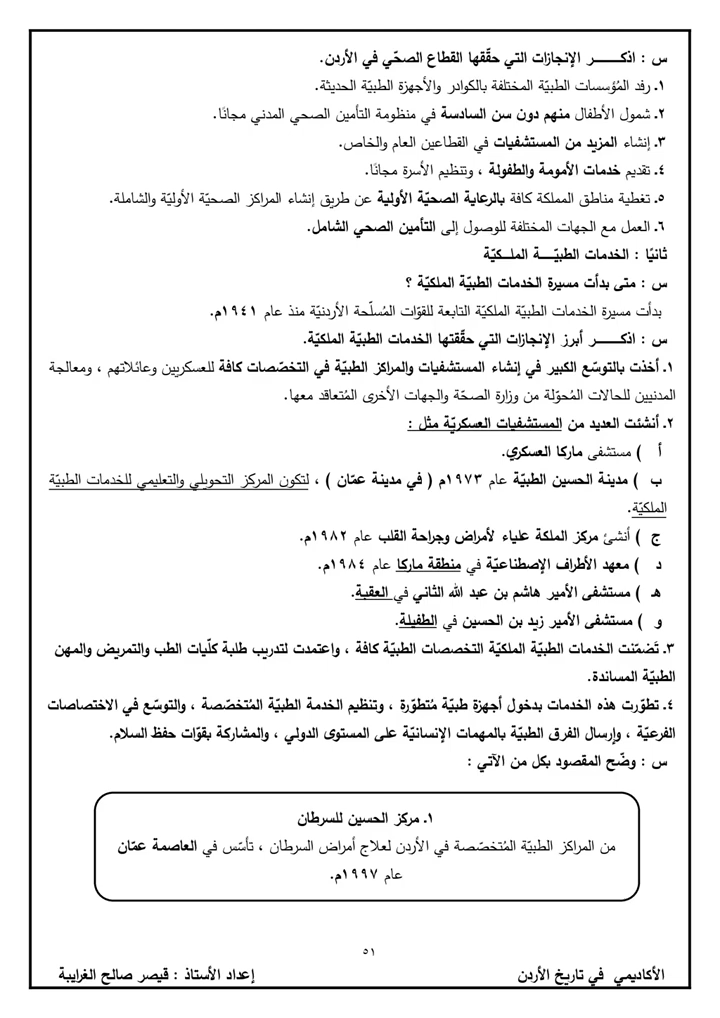 س : اذكـــــر الإنجازات التي حقّقها القطاع الصحّي في الأردن.
١. رفد المُؤسسات الطبيّة المختلفة بالكوادر والأجهزة الطبيّة الحديثة.
٢. شمول الأطفال منهم دون سن السادسة في منظومة التأمين الصحي المدني مجانًا.
٣. إنشاء المزيد من المستشفيات في القطاعين العام والخاص.
٤. تقديم خدمات الأمومة والطفولة ، وتنظيم الأسرة مجانًا.
٥. تغطية مناطق المملكة كافة بالرعاية الصحيّة الأولية عن طريق إنشاء المراكز الصحيّة الأوليّة والشاملة.
٦. العمل مع الجهات المختلفة للوصول إلى التأمين الصحي الشامل.
ثانيًا : الخدمات الطبيّـــة الملــكيّة
س : متى بدأت مسيرة الخدمات الطبيّة الملكيّة ؟
بدأت مسيرة الخدمات الطبيّة الملكيّة التابعة للقوّات المُسلّحة الأردنيّة منذ عام ١٩٤١م.
س : اذكـــــر أبرز الإنجازات التي حقّقتها الخدمات الطبيّة الملكيّة.
١. أخذت بالتوسّع الكبير في إنشاء المستشفيات والمراكز الطبيّة في التخصّصات كافة للعسكريين وعائلاتهم ، ومعالجة
المدنيين للحالات المُحوّلة من وزارة الصحّة والجهات الأخرى المُتعاقد معها.
٢. أنشئت العديد من المستشفيات العسكريّة مثل :
أ ) مستشفى ماركا العسكري.
ب ) مدينة الحسين الطبيّة عام ١٩٧٣م ( في مدينة عمّان ) ، لتكون المركز التحويلي والتعليمي للخدمات الطبيّة
الملكيّة.
ج ) أنشئ مركز الملكة علياء لأمراض وجراحة القلب عام ١٩٨٢م.
د ) معهد الأطراف الإصطناعيّة في منطقة ماركا عام ١٩٨٤م.
هـ ) مستشفى الأمير هاشم بن عبد الله الثاني في العقبة.
و ) مستشفى الأمير زيد بن الحسين في الطفيلة.
٣. تَضمّنت الخدمات الطبيّة الملكيّة التخصصات الطبيّة كافة ، واعتمدت لتدريب طلبة كلّيات الطب والتمريض والمهن
الطبيّة المساندة.
٤. تطوّرت هذه الخدمات بدخول أجهزة طبيّة مُتطوّرة ، وتنظيم الخدمة الطبيّة المُتخصّصة ، والتوسّع في الاختصاصات
الفرعيّة ، وإرسال الفرق الطبيّة بالمهمات الإنسانيّة على المستوى الدولي ، والمشاركة بقوّات حفظ السلام.
س : وضّح المقصود بكل من الآتي :
١. مركز الحسين للسرطان
من المراكز الطبيّة المُتخصّصة في الأردن لعلاج أمراض السرطان ، تأسّس في العاصمة عمّان
عام ١٩٩٧م.
٥١
الأكاديمي في تاريخ الأردن
إعداد الأستاذ : قيصر صالح الغرايبة